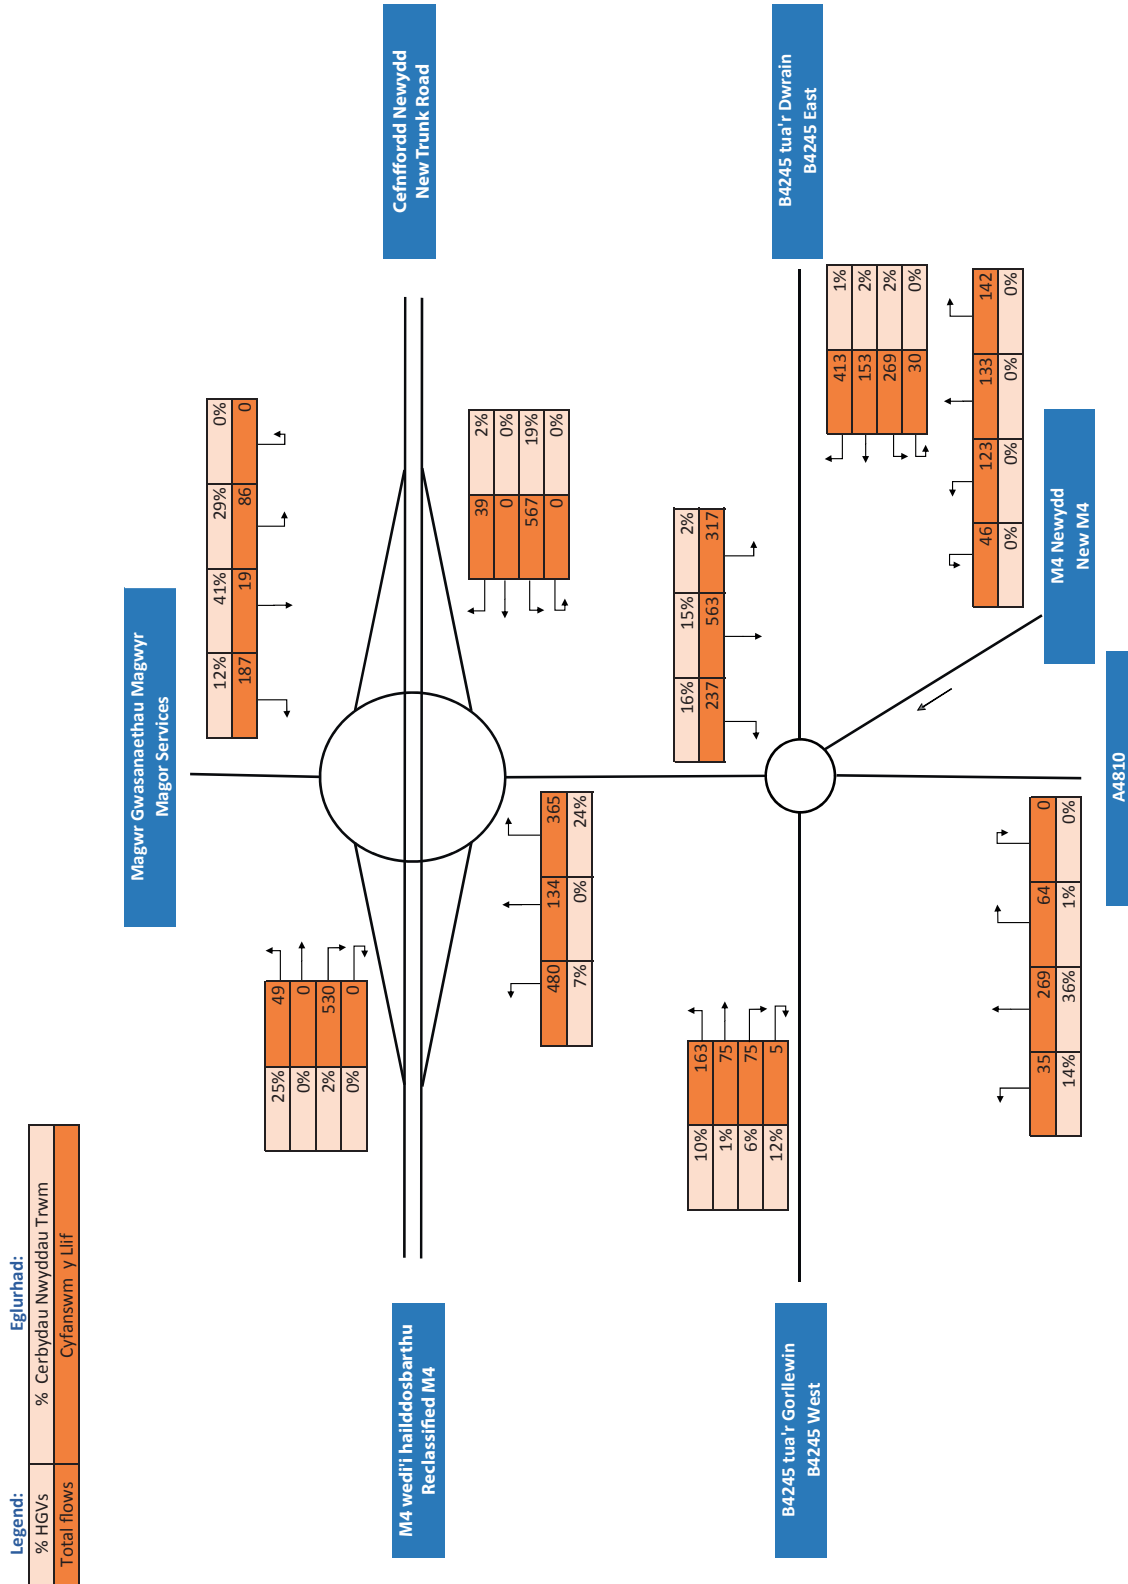 Legend:
Eglurhad:
% HGVs
% Cerbydau Nwyddau Trwm
Total flows
Cyfanswm y Llif
Magwr Gwasanaethau Magwyr
Magor Services
12% 41% 29% 0%
187 19 86 0
Cefnffordd Newydd
New Trunk Road
39 2%
0 0%
567 19%
0 0%
M4 wedi'i hailddosbarthu
Reclassified M4
25% 49
0% 0
2% 530
0% 0
480 134 365
7% 0% 24%
16% 15% 2%
237 563 317
B4245 tua'r Dwrain
B4245 East
413 1%
153 2%
269 2%
30 0%
B4245 tua'r Gorllewin
B4245 West
10% 163
1% 75
6% 75
12% 5
46 123 133 142
0% 0% 0% 0%
M4 Newydd
New M4
35 269 64 0
14% 36% 1% 0%
A4810